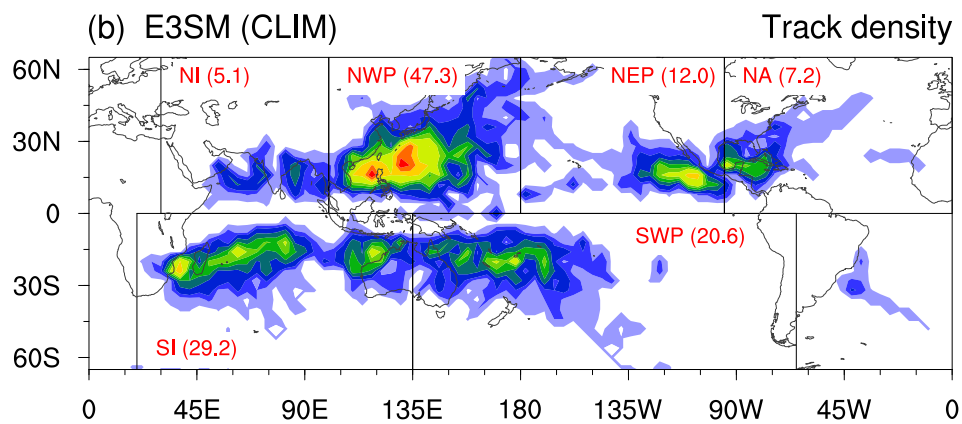 (b) E3SM (CLIM) Track density
60N NI (5.1) NWP (47.3) NEP (12.0) NA (7.2)
30N
0
SWP (20.6)
30S
SI (29.2)
60S
0 45E 90E 135E 180 135W 90W 45W 0